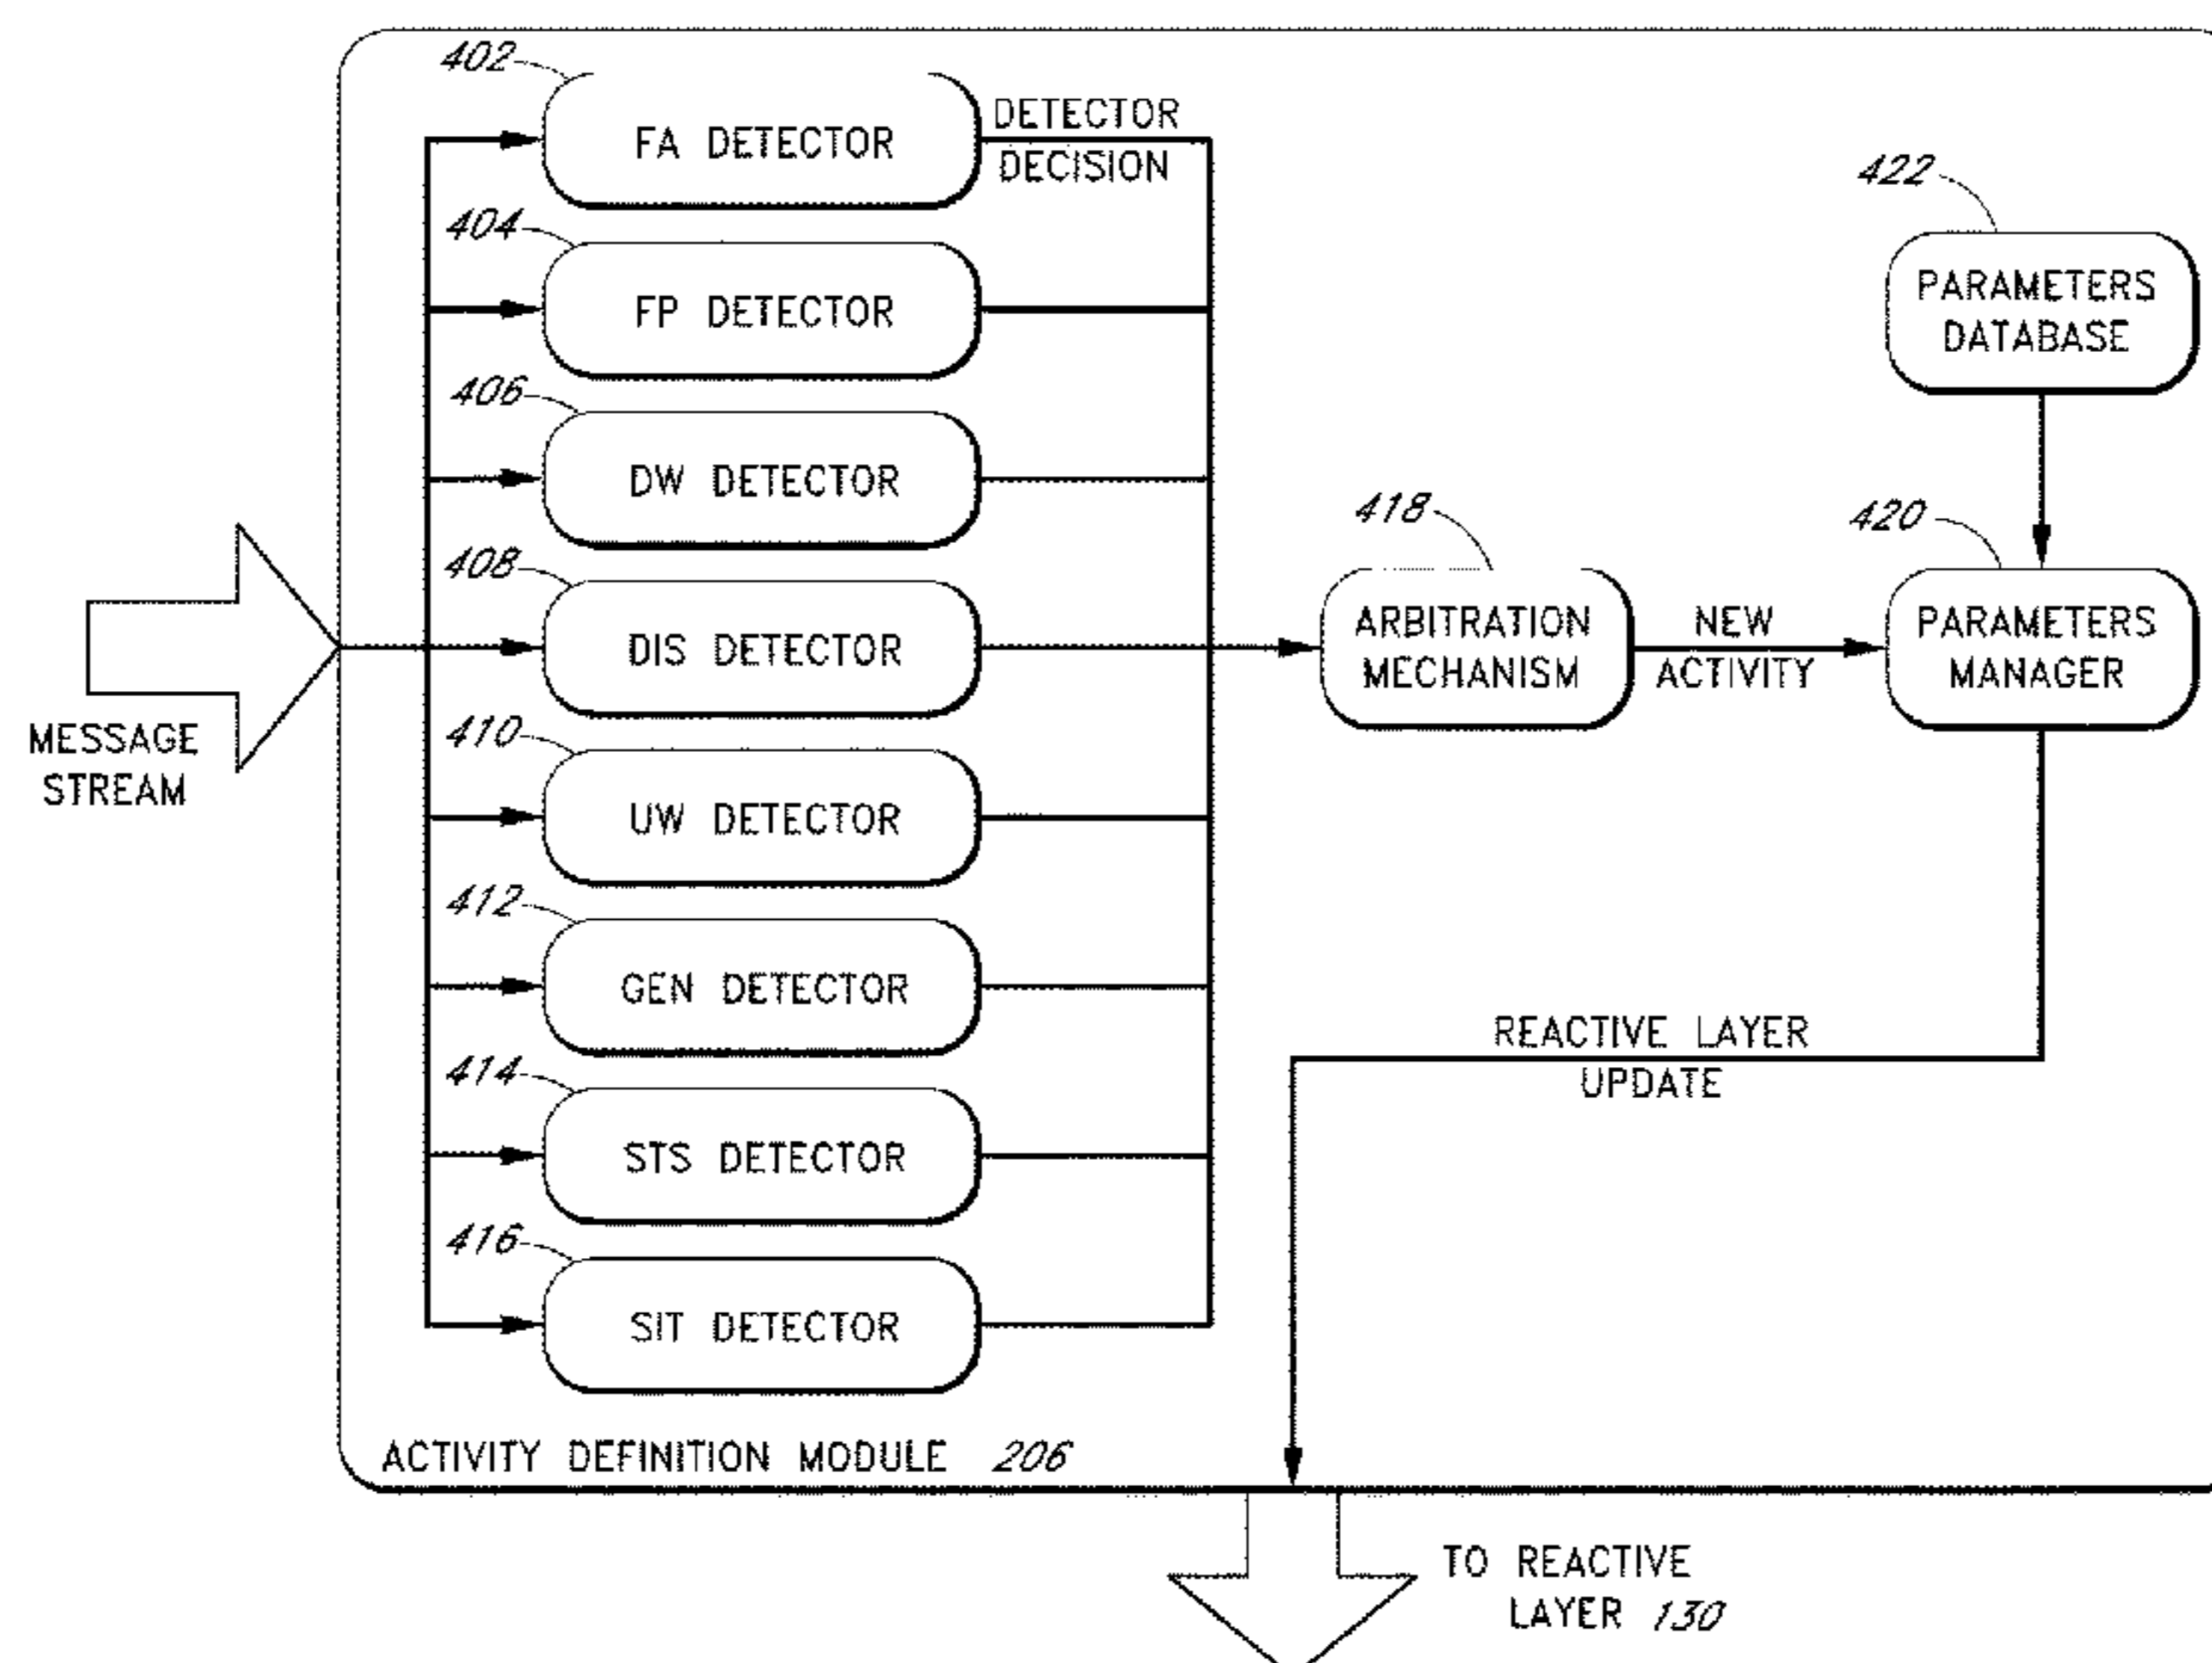 402
FA DETECTOR
DETECTOR
DECISION
404
FP DETECTOR
406
DW DETECTOR
408
DIS DETECTOR
410
UW DETECTOR
412
GEN DETECTOR
414
STS DETECTOR
416
SIT DETECTOR
MESSAGE
STREAM
418
ARBITRATION
MECHANISM
NEW
ACTIVITY
422
PARAMETERS
DATABASE
420
PARAMETERS
MANAGER
REACTIVE LAYER
UPDATE
ACTIVITY DEFINITION MODULE 206
TO REACTIVE
LAYER 130